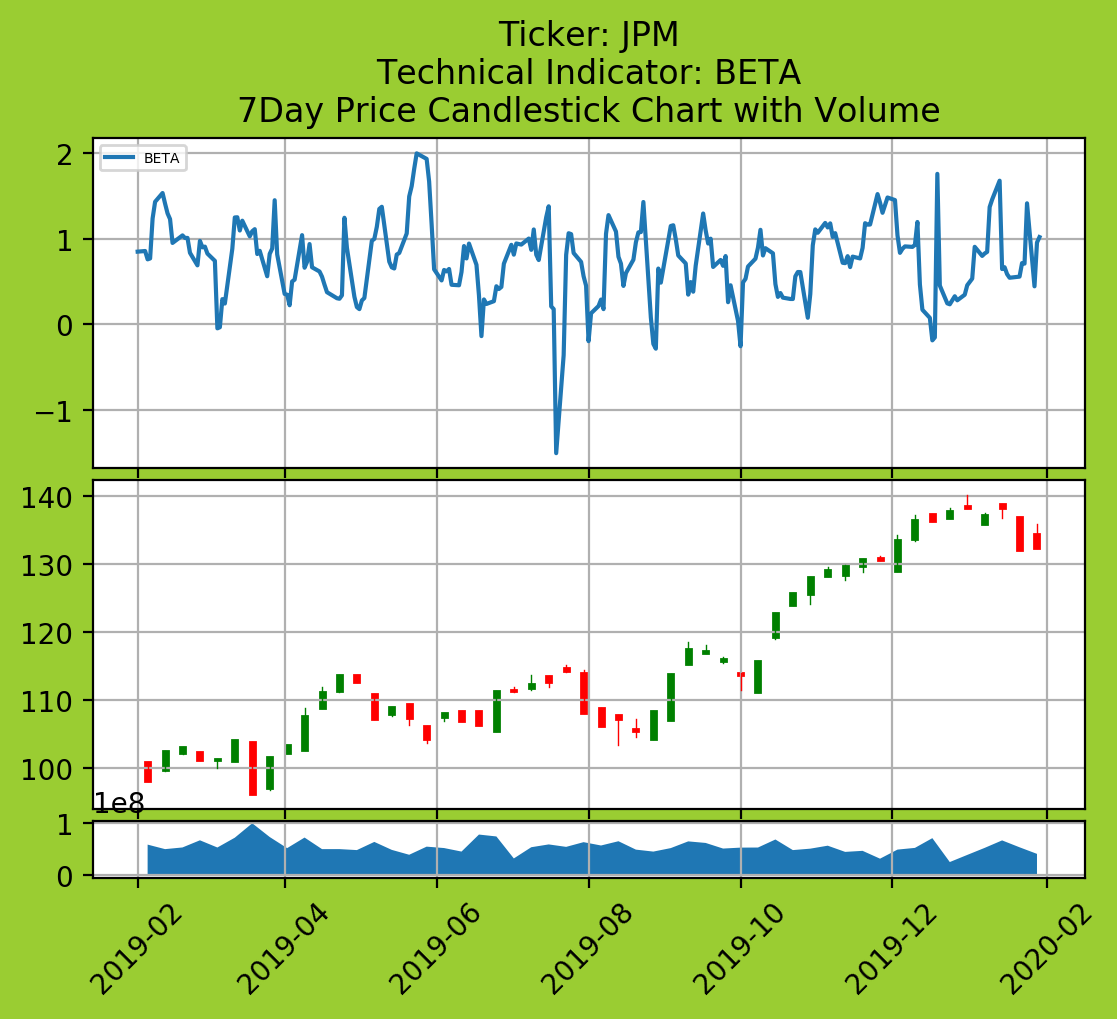 Ticker: JPM
Technical Indicator: BETA
7Day Price Candlestick Chart with Volume
BETA
2
1
0
−1
140
130
120
110
100
1e8
1
0
2019-02 2019-04 2019-06 2019-08 2019-10 2019-12 2020-02